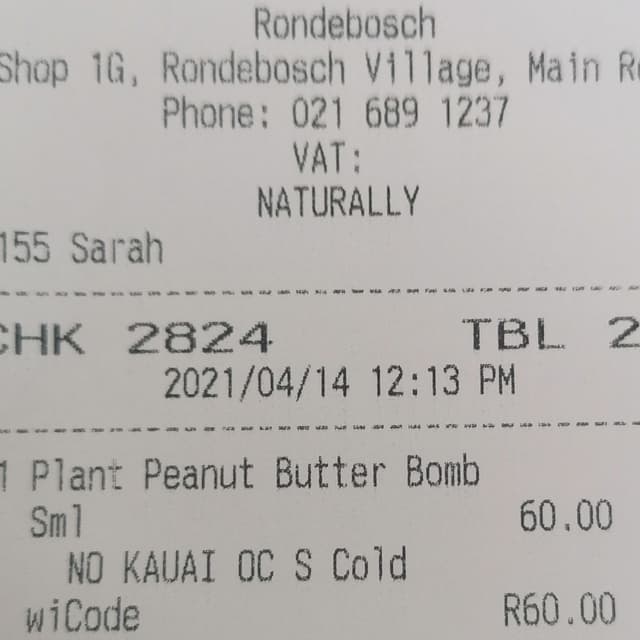 Rondebosch
Shop 1G, Rondebosch Village, Main
Phone: 021 689 1237
VAT:
NATURALLY
155 Sarah
CHK 2824 TBL 2
2021/04/14 12:13 PM
1 Plant Peanut Butter Bomb
Sml 60.00
NO KAUAI OC S Cold
wiCode R60.00